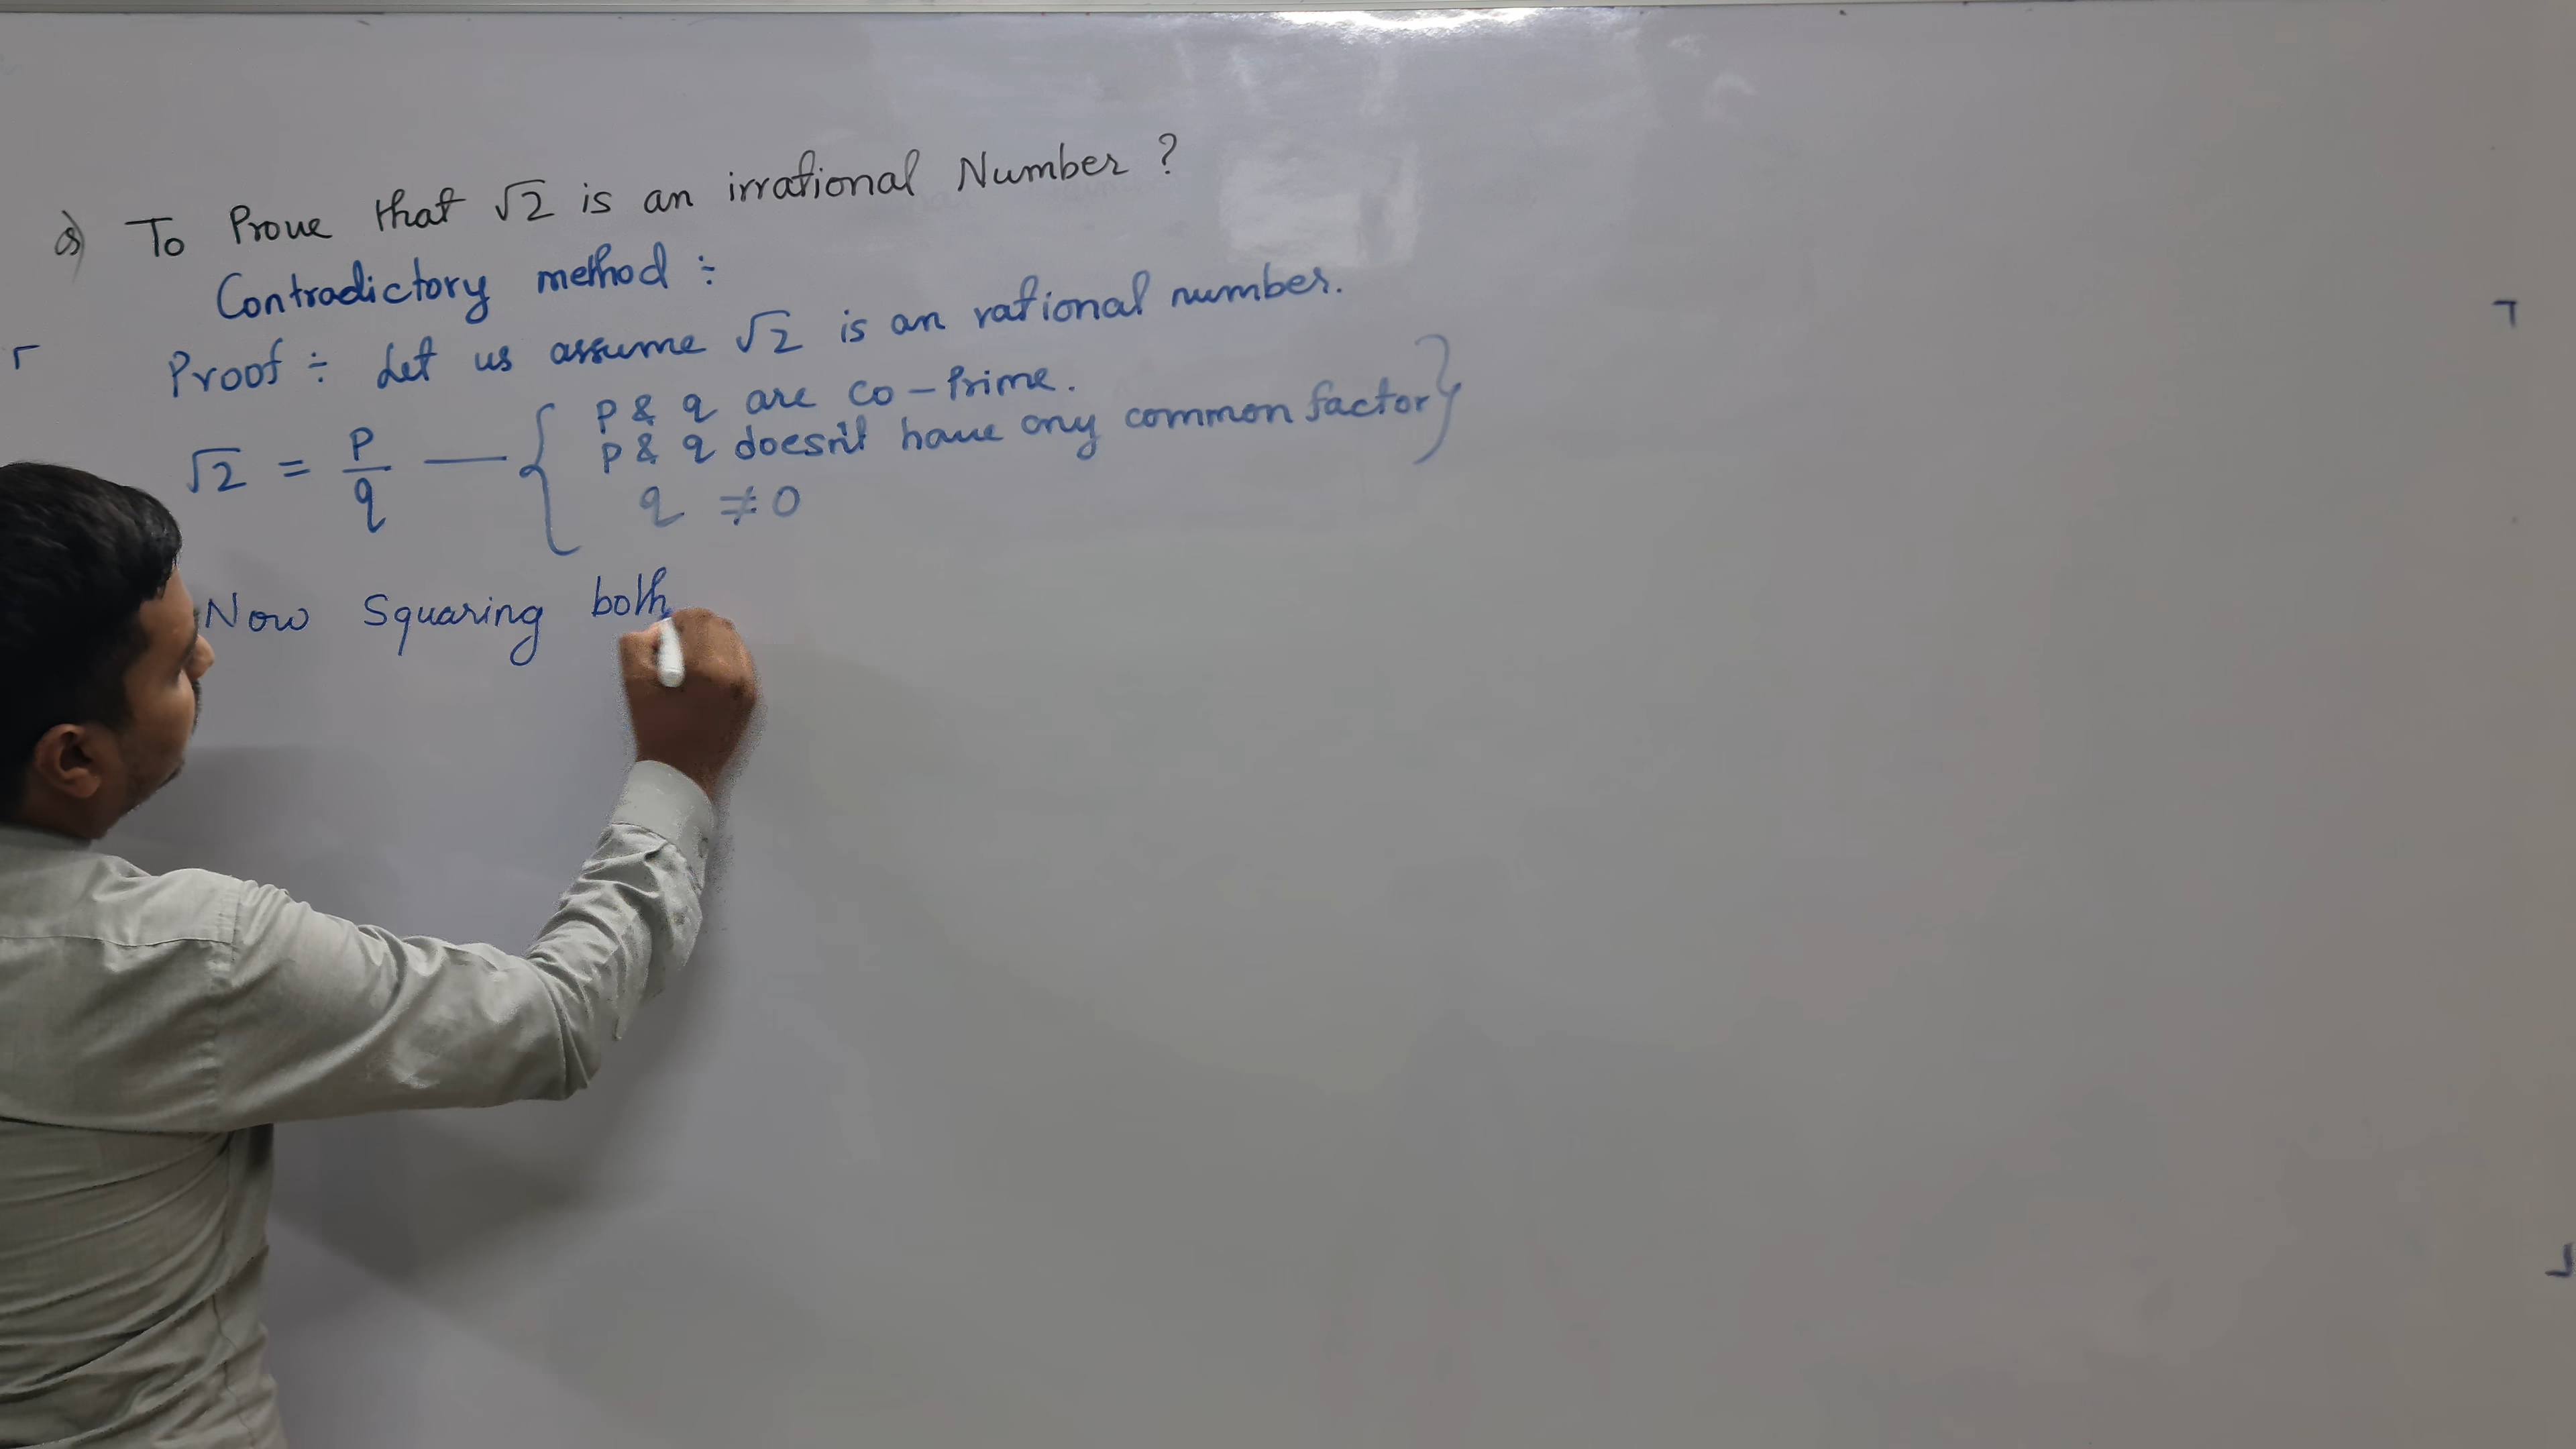 Q) To Prove that √2 is an irrational Number ?
Contradictory method ÷
Proof ÷ Let us assume √2 is an rational number.
√2 = p/q — { P & q are co-Prime.
P & q doesn't have any common factor }
q ≠ 0
Now Squaring both